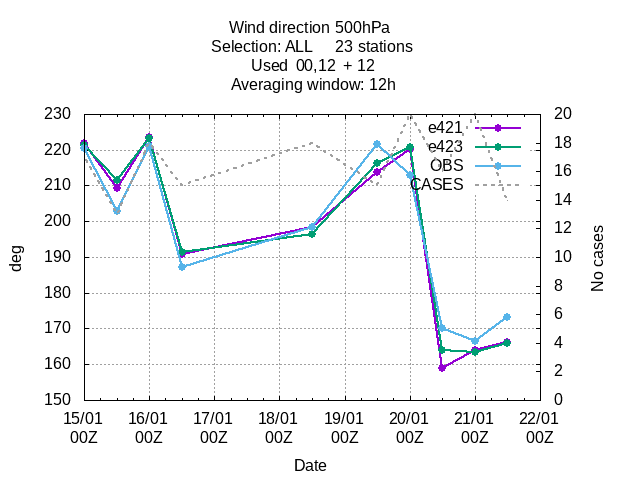 Wind direction 500hPa
Selection: ALL 23 stations
Used 00,12 + 12
Averaging window: 12h
230 20
e421
220 18
e423
OBS
210 16
CASES
14
200 12
190 10
180 8
6
170 4
160 2
150 0
deg
No cases
15/01 16/01 17/01 18/01 19/01 20/01 21/01 22/01
00Z 00Z 00Z 00Z 00Z 00Z 00Z 00Z
Date